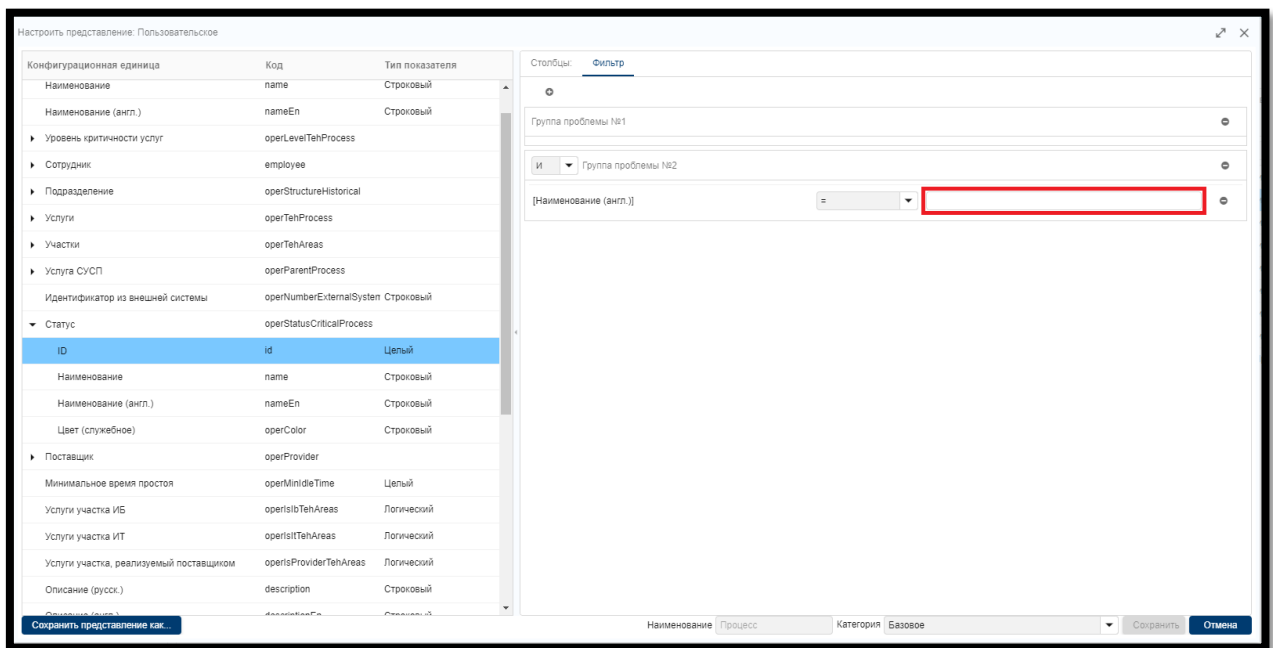 Настроить представление: Пользовательское
Конфигурационная единица Код Тип показателя
Наименование name Строковый
Наименование (англ.) nameEn Строковый
Уровень критичности услуг operLevelTehProcess
Сотрудник employee
Подразделение operStructureHistorical
Услуги operTehProcess
Участки operTehAreas
Услуга СУСП operParentProcess
Идентификатор из внешней системы operNumberExternalSystem Строковый
Статус operStatusCriticalProcess
ID id Целый
Наименование name Строковый
Наименование (англ.) nameEn Строковый
Цвет (служебное) operColor Строковый
Поставщик operProvider
Минимальное время простоя operMinIdleTime Целый
Услуги участка ИБ operIsIbTehAreas Логический
Услуги участка ИТ operIsItTehAreas Логический
Услуги участка, реализуемый поставщиком operIsProviderTehAreas Логический
Описание (русск.) description Строковый
Описание (англ.) descriptionEn Строковый
Столбцы: Фильтр
Группа проблемы №1
И Группа проблемы №2
[Наименование (англ.)] =
Сохранить представление как... Наименование Процесс Категория Базовое Сохранить Отмена